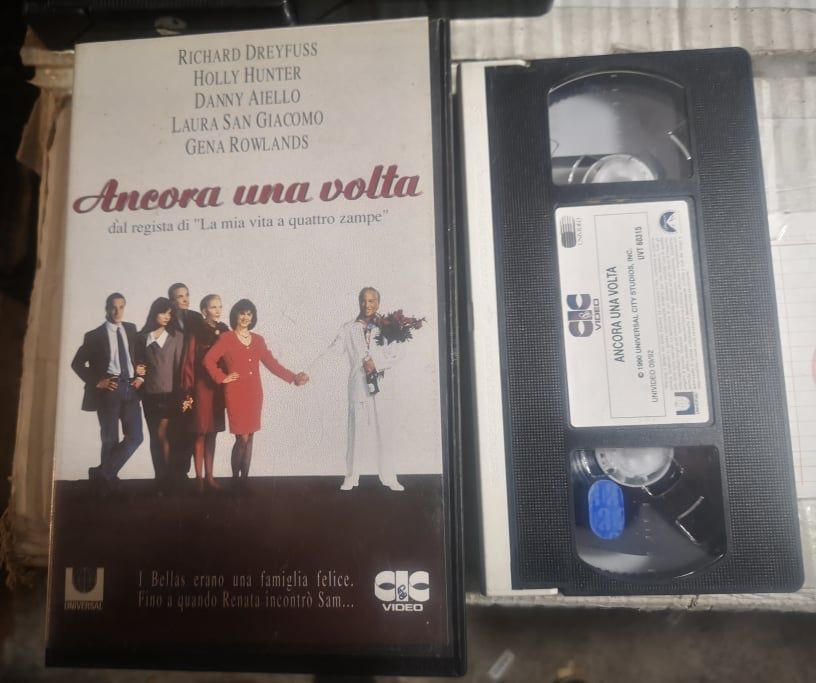 RICHARD DREYFUSS
HOLLY HUNTER
DANNY AIELLO
LAURA SAN GIACOMO
GENA ROWLANDS
Ancora una volta
dal regista di "La mia vita a quattro zampe"
I Bellas erano una famiglia felice.
Fino a quando Renata incontrò Sam...
UNIVERSAL
CIC
VIDEO
UNIVIDEO
CIC
VIDEO
ANCORA UNA VOLTA
© 1990 UNIVERSAL CITY STUDIOS, INC.
UNIVIDEO 09/92
UVT 60315